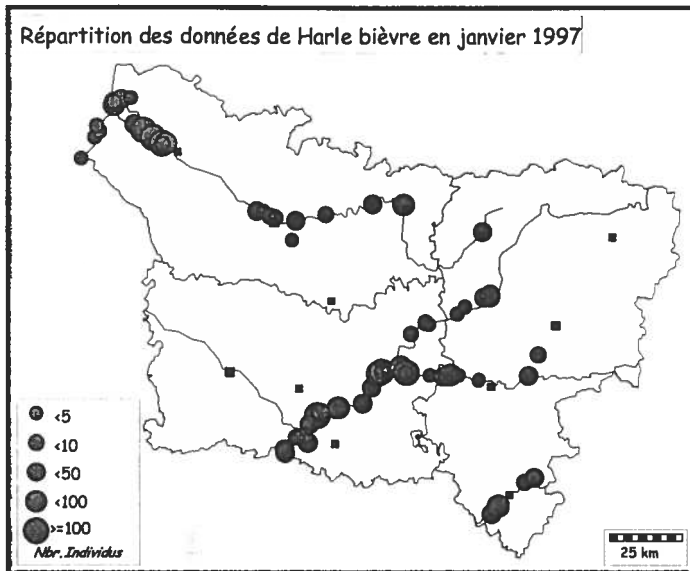 Répartition des données de Harle bièvre en janvier 1997
<5
<10
<50
<100
>=100
Nbr.Individus
25 km